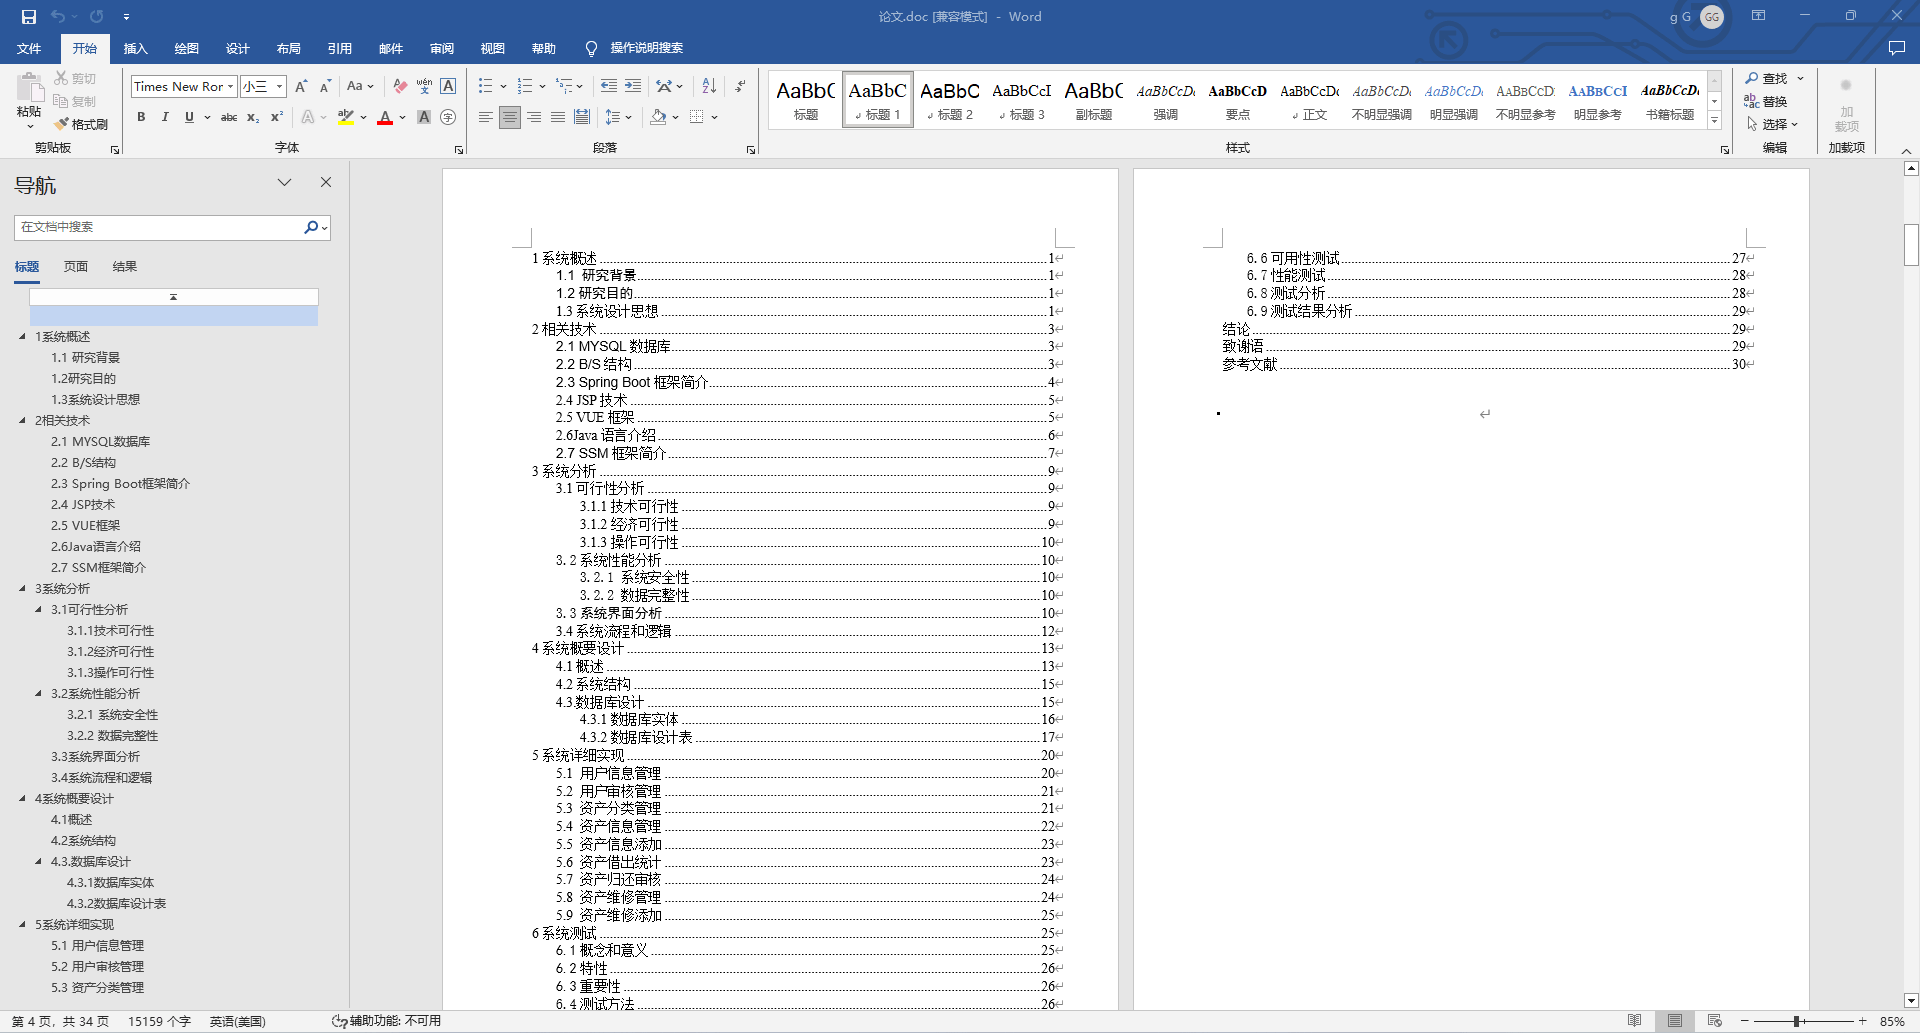 论文.doc [兼容模式] - Word
g G
GG
文件 开始 插入 绘图 设计 布局 引用 邮件 审阅 视图 帮助 操作说明搜索
粘贴
剪切
复制
格式刷
剪贴板
Times New Ror
小三
字体
段落
AaBbC 标题
AaBbC 标题 1
AaBbC 标题 2
AaBbCcI 标题 3
AaBbC 副标题
AaBbCcDc 强调
AaBbCcD 要点
AaBbCcDc 正文
AaBbCcDc 不明显强调
AaBbCcDc 明显强调
AaBbCcD 不明显参考
AaBbCcI 明显参考
AaBbCcDc 书籍标题
样式
查找
替换
选择
编辑
加载项
加载项
导航
在文档中搜索
标题 页面 结果
1系统概述
1.1 研究背景
1.2研究目的
1.3系统设计思想
2相关技术
2.1 MYSQL数据库
2.2 B/S结构
2.3 Spring Boot框架简介
2.4 JSP技术
2.5 VUE框架
2.6Java语言介绍
2.7 SSM框架简介
3系统分析
3.1可行性分析
3.1.1技术可行性
3.1.2经济可行性
3.1.3操作可行性
3.2系统性能分析
3.2.1 系统安全性
3.2.2 数据完整性
3.3系统界面分析
3.4系统流程和逻辑
4系统概要设计
4.1概述
4.2系统结构
4.3.数据库设计
4.3.1数据库实体
4.3.2数据库设计表
5系统详细实现
5.1 用户信息管理
5.2 用户审核管理
5.3 资产分类管理
1 系统概述 1
1.1 研究背景 1
1.2 研究目的 1
1.3 系统设计思想 1
2 相关技术 3
2.1 MYSQL 数据库 3
2.2 B/S 结构 3
2.3 Spring Boot 框架简介 4
2.4 JSP 技术 5
2.5 VUE 框架 5
2.6Java 语言介绍 6
2.7 SSM 框架简介 7
3 系统分析 9
3.1 可行性分析 9
3.1.1 技术可行性 9
3.1.2 经济可行性 9
3.1.3 操作可行性 10
3.2 系统性能分析 10
3.2.1 系统安全性 10
3.2.2 数据完整性 10
3.3 系统界面分析 10
3.4 系统流程和逻辑 12
4 系统概要设计 13
4.1 概述 13
4.2 系统结构 15
4.3.数据库设计 15
4.3.1 数据库实体 16
4.3.2 数据库设计表 17
5 系统详细实现 20
5.1 用户信息管理 20
5.2 用户审核管理 21
5.3 资产分类管理 21
5.4 资产信息管理 22
5.5 资产信息添加 23
5.6 资产借出统计 23
5.7 资产归还审核 24
5.8 资产维修管理 24
5.9 资产维修添加 25
6 系统测试 25
6.1 概念和意义 25
6.2 特性 26
6.3 重要性 26
6.4 测试方法 26
6.6 可用性测试 27
6.7 性能测试 28
6.8 测试分析 28
6.9 测试结果分析 29
结论 29
致谢语 29
参考文献 30
第 4 页，共 34 页 15159 个字 英语(美国) 辅助功能: 不可用 85%